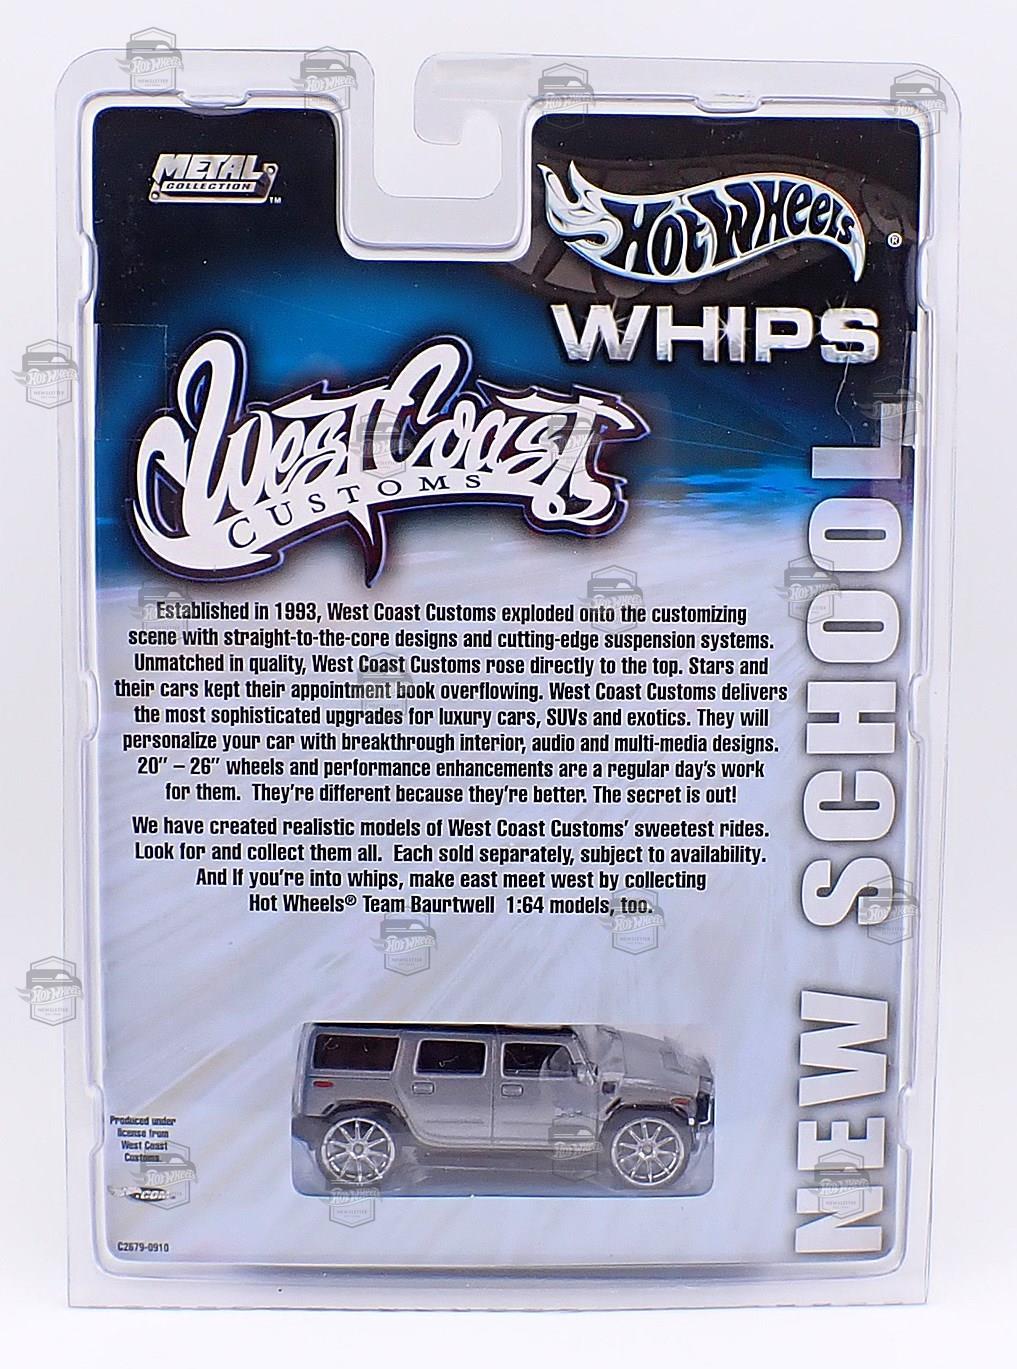 METAL
COLLECTION™
Hot Wheels®
WHIPS
West Coast
CUSTOMS
Established in 1993, West Coast Customs exploded onto the customizing
scene with straight-to-the-core designs and cutting-edge suspension systems.
Unmatched in quality, West Coast Customs rose directly to the top. Stars and
their cars kept their appointment book overflowing. West Coast Customs delivers
the most sophisticated upgrades for luxury cars, SUVs and exotics. They will
personalize your car with breakthrough interior, audio and multi-media designs.
20″ – 26″ wheels and performance enhancements are a regular day's work
for them. They're different because they're better. The secret is out!
We have created realistic models of West Coast Customs' sweetest rides.
Look for and collect them all. Each sold separately, subject to availability.
And If you're into whips, make east meet west by collecting
Hot Wheels® Team Baurtwell 1:64 models, too.
NEW SCHOOL
Produced under
license from
West Coast
Customs.
.COM
C2679-0910